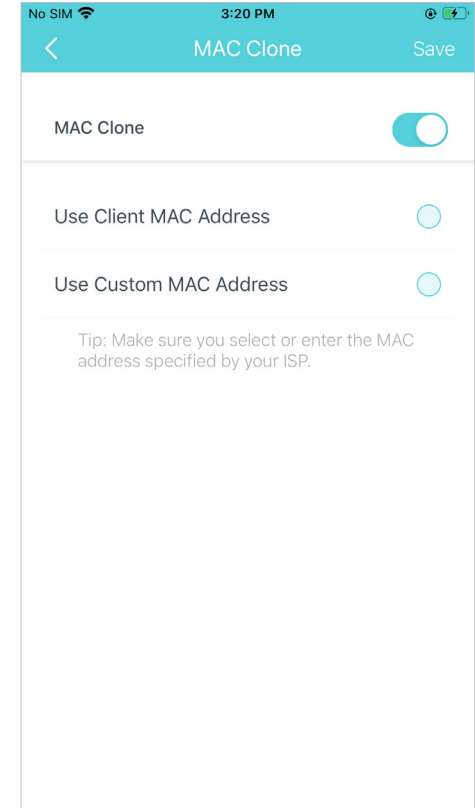 No SIM 3:20 PM
MAC Clone Save
MAC Clone
Use Client MAC Address
Use Custom MAC Address
Tip: Make sure you select or enter the MAC
address specified by your ISP.